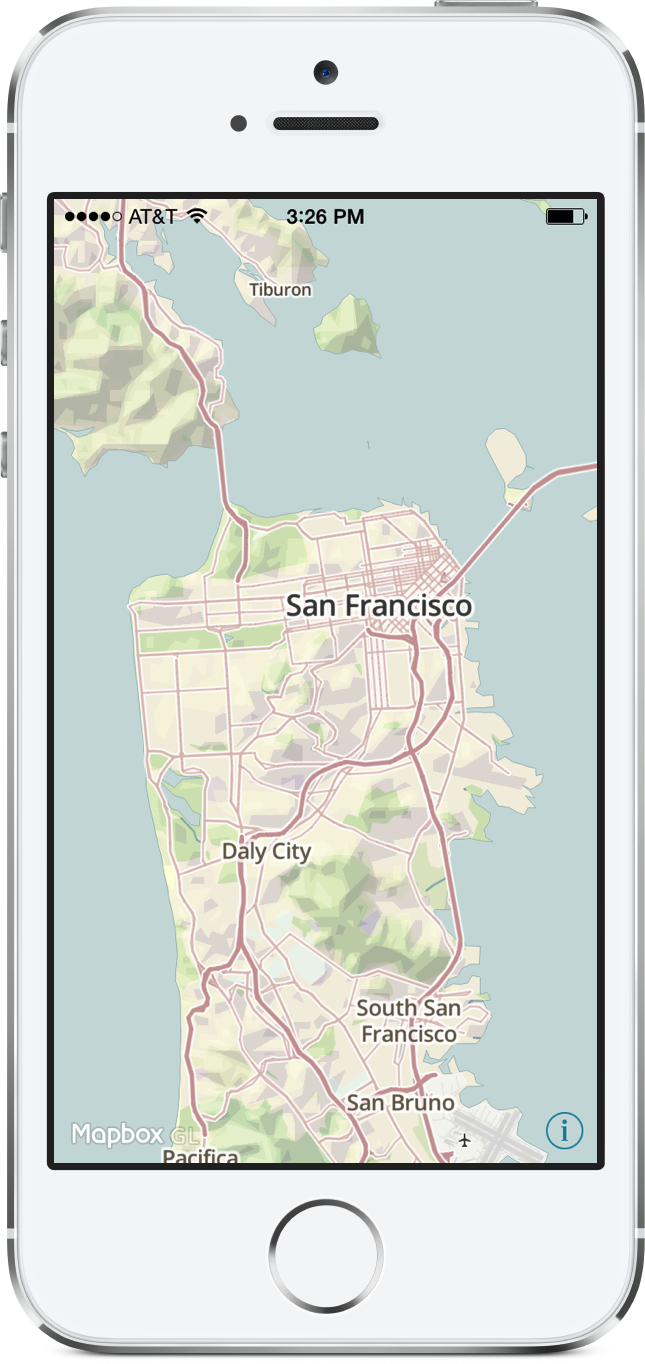 AT&T 3:26 PM
Tiburon
San Francisco
Daly City
South San
Francisco
San Bruno
Mapbox GL
i
Pacifica